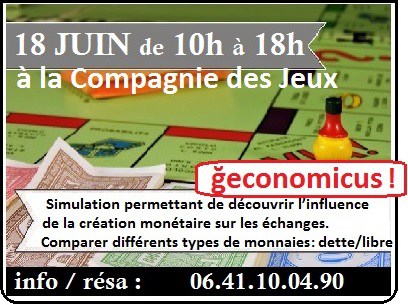 18 JUIN de 10h à 18h
à la Compagnie des Jeux
PROBABILITÀ
ğeconomicus !
Simulation permettant de découvrir l'influence
de la création monétaire sur les échanges.
Comparer différents types de monnaies: dette/libre
info / résa : 06.41.10.04.90